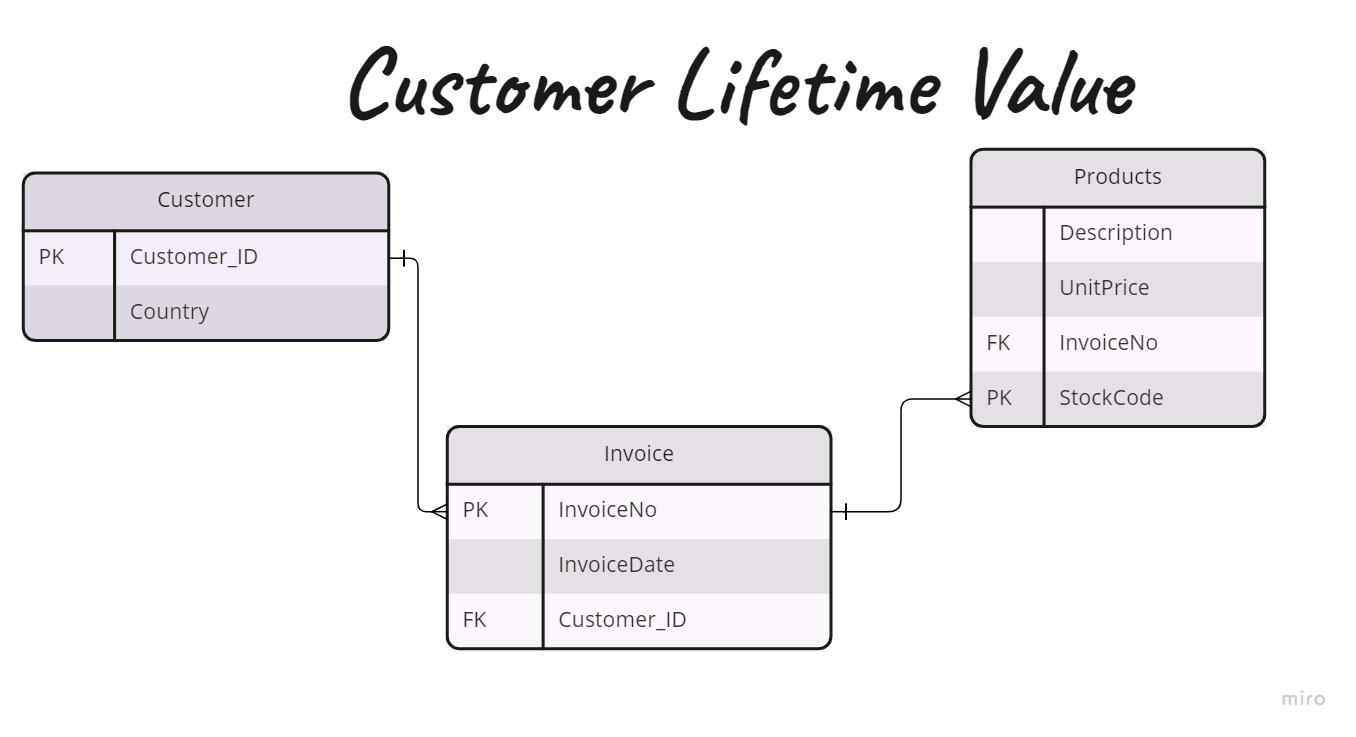 Customer Lifetime Value
Customer
PK Customer_ID
Country
Invoice
PK InvoiceNo
InvoiceDate
FK Customer_ID
Products
Description
UnitPrice
FK InvoiceNo
PK StockCode
miro